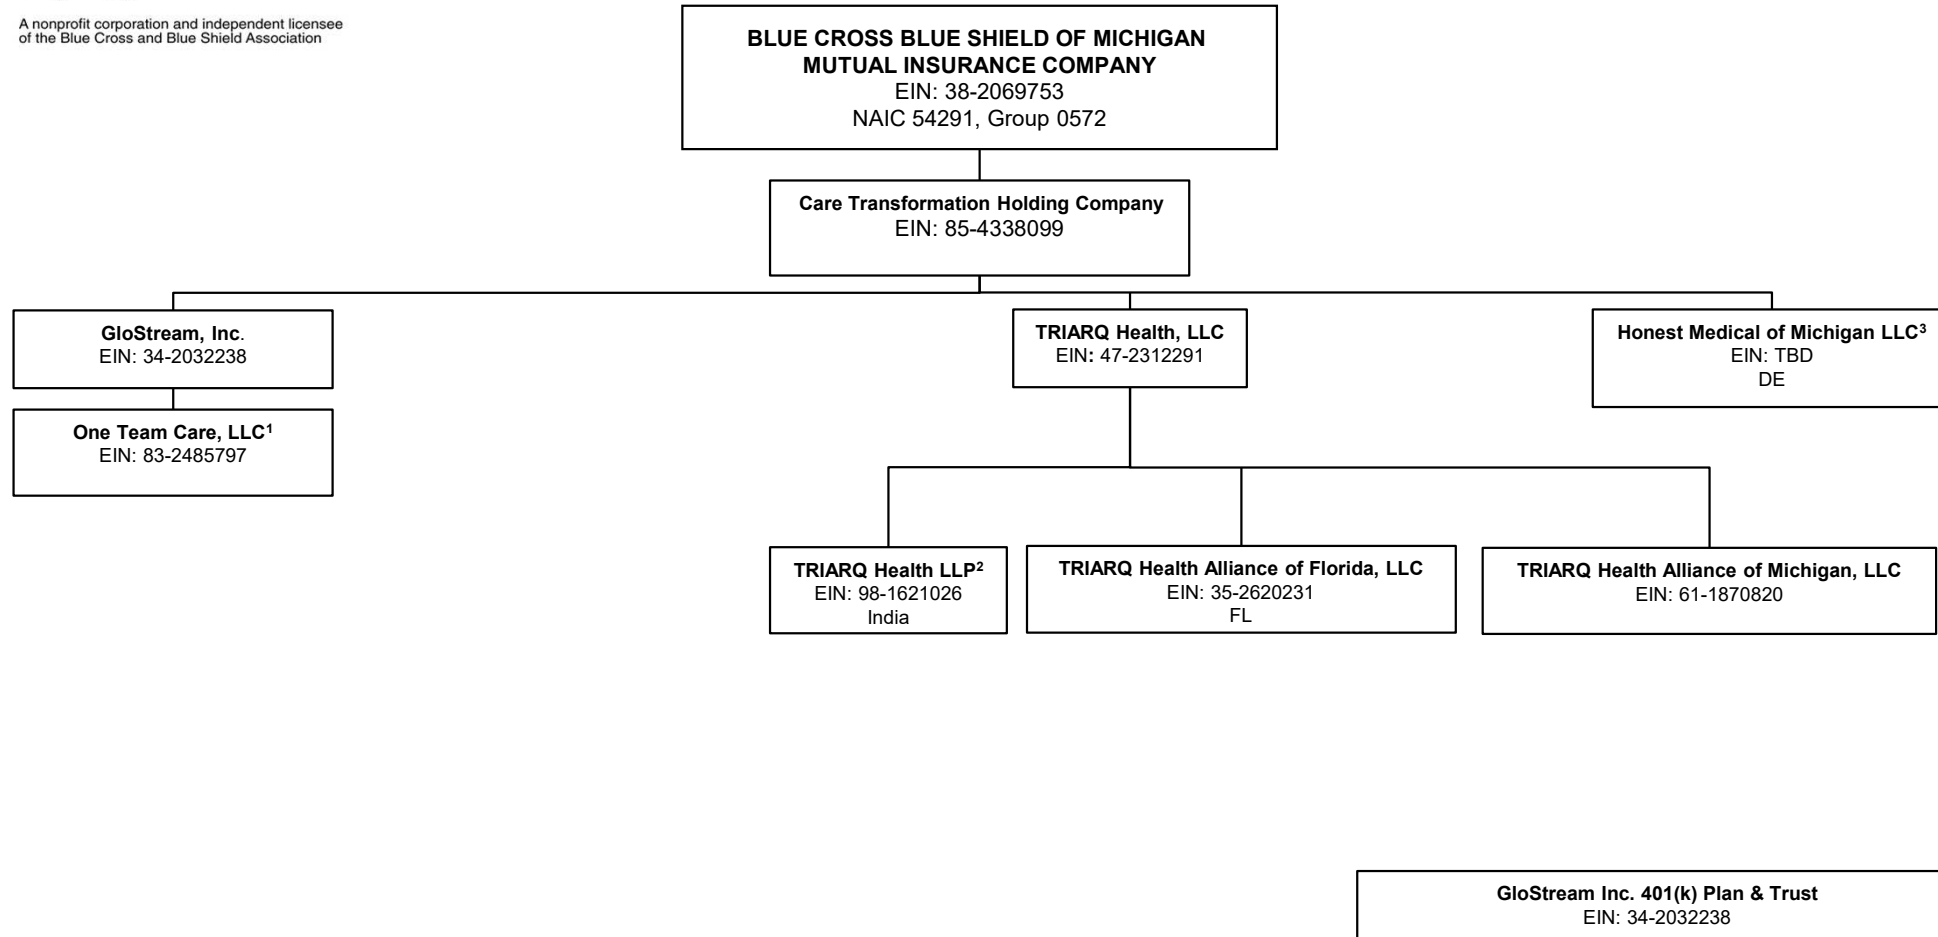 A nonprofit corporation and independent licensee
of the Blue Cross and Blue Shield Association
BLUE CROSS BLUE SHIELD OF MICHIGAN
MUTUAL INSURANCE COMPANY
EIN: 38-2069753
NAIC 54291, Group 0572
Care Transformation Holding Company
EIN: 85-4338099
GloStream, Inc.
EIN: 34-2032238
TRIARQ Health, LLC
EIN: 47-2312291
Honest Medical of Michigan LLC³
EIN: TBD
DE
One Team Care, LLC¹
EIN: 83-2485797
TRIARQ Health LLP²
EIN: 98-1621026
India
TRIARQ Health Alliance of Florida, LLC
EIN: 35-2620231
FL
TRIARQ Health Alliance of Michigan, LLC
EIN: 61-1870820
GloStream Inc. 401(k) Plan & Trust
EIN: 34-2032238